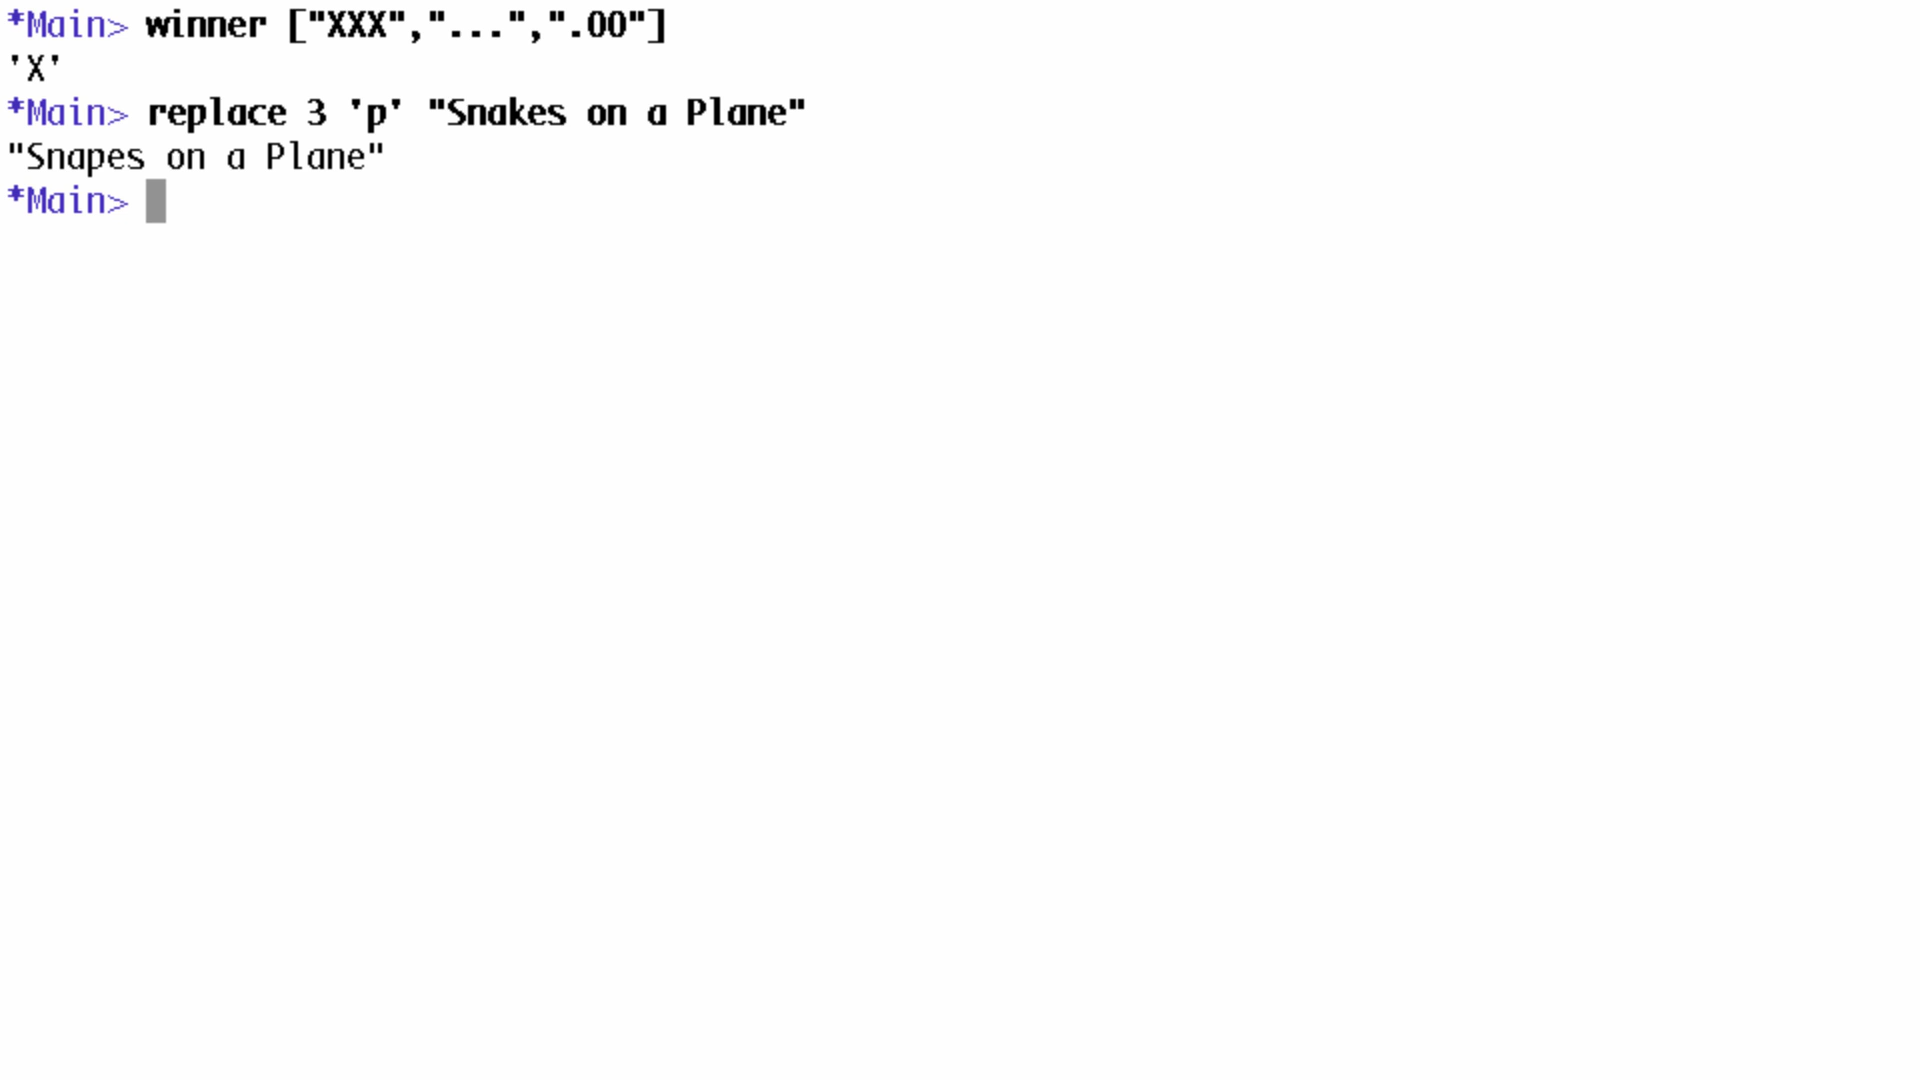 *Main> winner ["XXX","...",".OO"]
'X'
*Main> replace 3 'p' "Snakes on a Plane"
"Snapes on a Plane"
*Main>